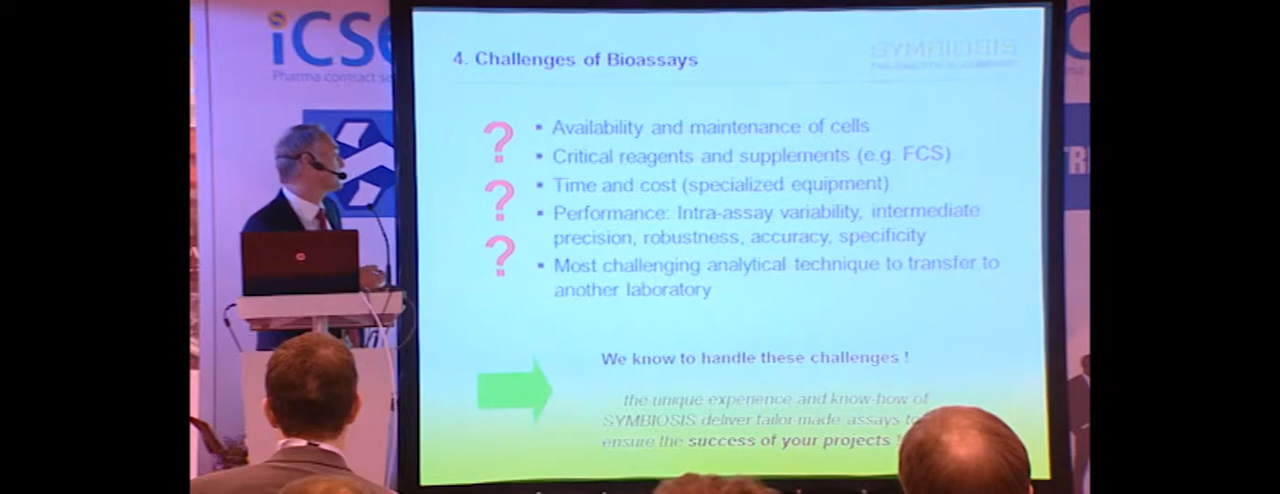 iCSE
Pharma contract se
4. Challenges of Bioassays
SYMBIOSIS
THE ANALYTICAL COMPANY
? ▪ Availability and maintenance of cells
▪ Critical reagents and supplements (e.g. FCS)
? ▪ Time and cost (specialized equipment)
▪ Performance: Intra-assay variability, intermediate
precision, robustness, accuracy, specificity
? ▪ Most challenging analytical technique to transfer to
another laboratory
We know to handle these challenges !
the unique experience and know-how of
SYMBIOSIS deliver tailor-made assays
ensure the success of your projects !